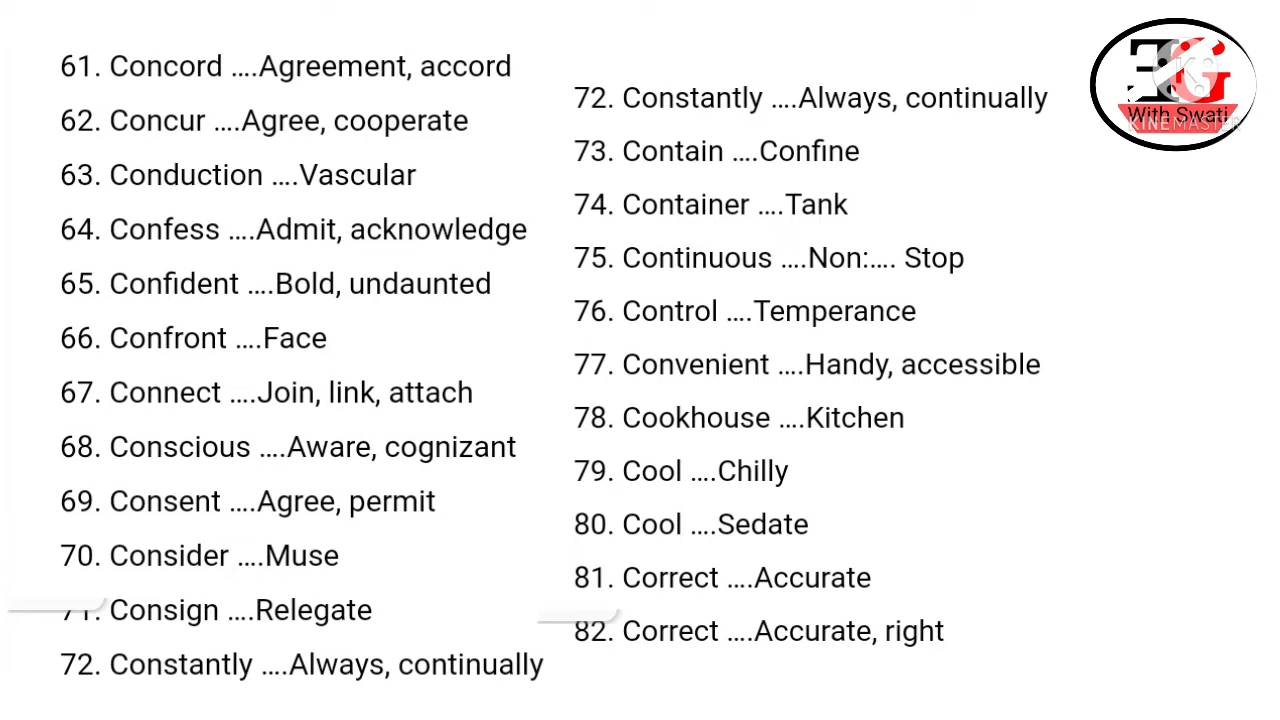 61. Concord ….Agreement, accord
62. Concur ….Agree, cooperate
63. Conduction ….Vascular
64. Confess ….Admit, acknowledge
65. Confident ….Bold, undaunted
66. Confront ….Face
67. Connect ….Join, link, attach
68. Conscious ….Aware, cognizant
69. Consent ….Agree, permit
70. Consider ….Muse
71. Consign ….Relegate
72. Constantly ….Always, continually
72. Constantly ….Always, continually
73. Contain ….Confine
74. Container ….Tank
75. Continuous ….Non:…. Stop
76. Control ….Temperance
77. Convenient ….Handy, accessible
78. Cookhouse ….Kitchen
79. Cool ….Chilly
80. Cool ….Sedate
81. Correct ….Accurate
82. Correct ….Accurate, right
With Swati
KINEMASTER